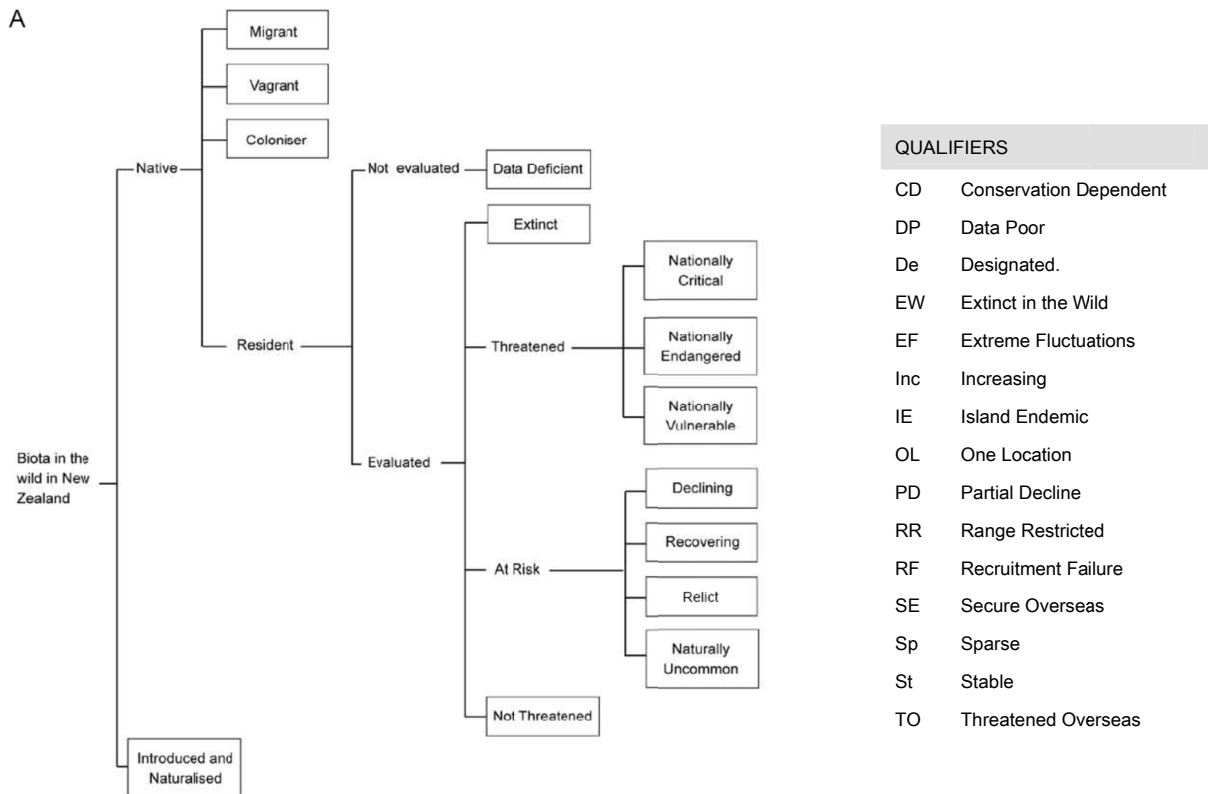 A
Migrant
Vagrant
Coloniser
Native
Not evaluated
Data Deficient
Extinct
Nationally
Critical
Resident
Threatened
Nationally
Endangered
Nationally
Vulnerable
Evaluated
Biota in the
wild in New
Zealand
Declining
Recovering
At Risk
Relict
Naturally
Uncommon
Not Threatened
Introduced and
Naturalised
QUALIFIERS
CD Conservation Dependent
DP Data Poor
De Designated.
EW Extinct in the Wild
EF Extreme Fluctuations
Inc Increasing
IE Island Endemic
OL One Location
PD Partial Decline
RR Range Restricted
RF Recruitment Failure
SE Secure Overseas
Sp Sparse
St Stable
TO Threatened Overseas